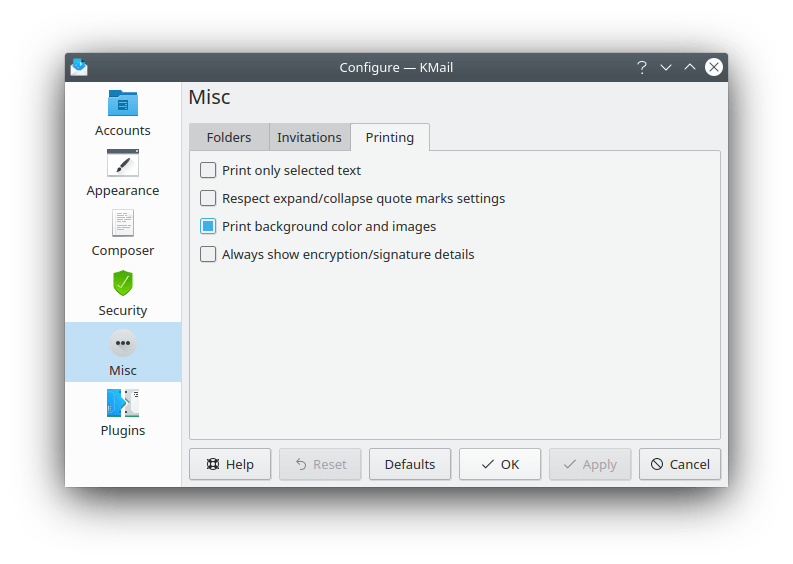 Configure — KMail
Misc
Accounts
Appearance
Composer
Security
Misc
Plugins
Folders Invitations Printing
Print only selected text
Respect expand/collapse quote marks settings
Print background color and images
Always show encryption/signature details
Help Reset Defaults OK Apply Cancel